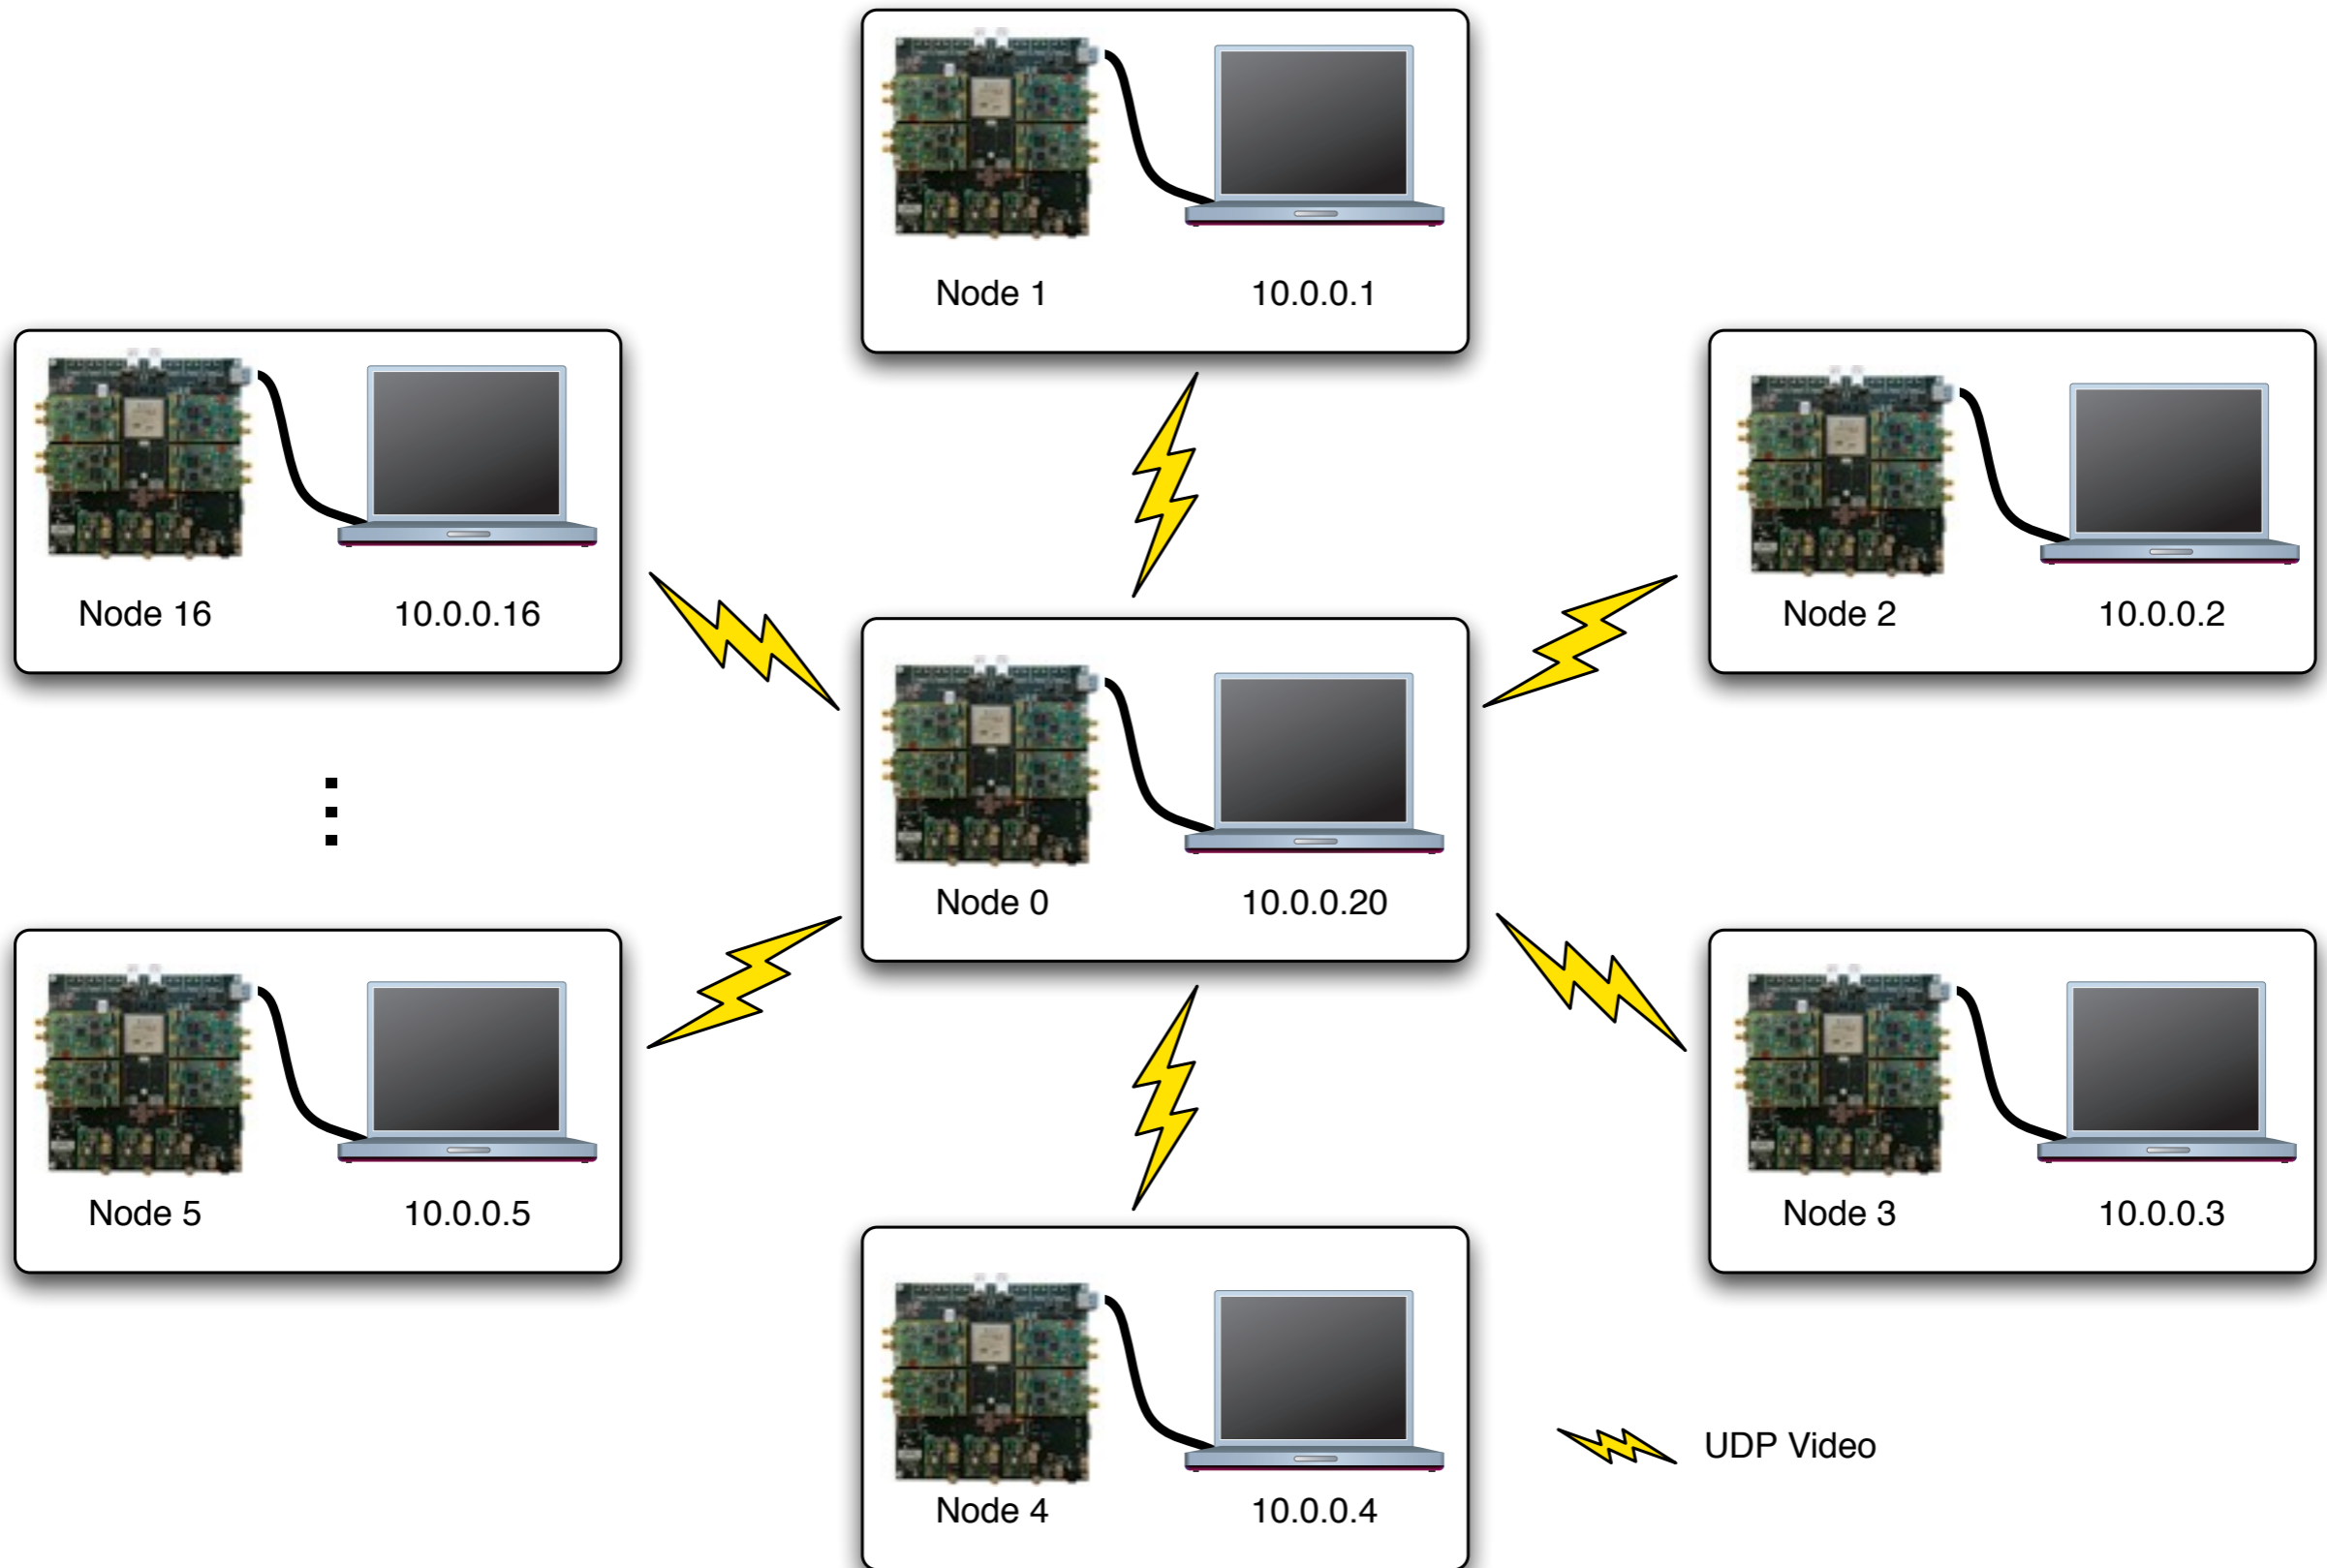 Node 1 10.0.0.1
Node 16 10.0.0.16
Node 2 10.0.0.2
Node 0 10.0.0.20
Node 5 10.0.0.5
Node 3 10.0.0.3
Node 4 10.0.0.4
UDP Video